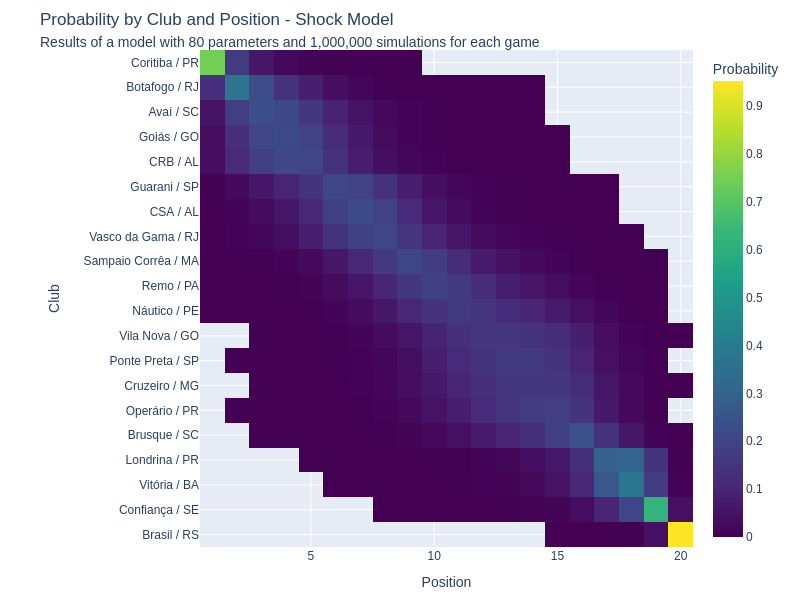 Probability by Club and Position - Shock Model
Results of a model with 80 parameters and 1,000,000 simulations for each game
Probability
Coritiba / PR
Botafogo / RJ
Avaí / SC
Goiás / GO
CRB / AL
Guarani / SP
CSA / AL
Vasco da Gama / RJ
Sampaio Corrêa / MA
Remo / PA
Náutico / PE
Vila Nova / GO
Ponte Preta / SP
Cruzeiro / MG
Operário / PR
Brusque / SC
Londrina / PR
Vitória / BA
Confiança / SE
Brasil / RS
Club
5
10
15
20
Position
0.9
0.8
0.7
0.6
0.5
0.4
0.3
0.2
0.1
0